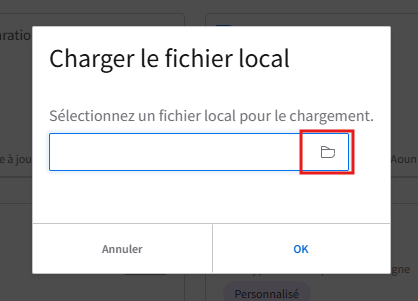 Charger le fichier local
Sélectionnez un fichier local pour le chargement.
Annuler
OK
Personnalisé